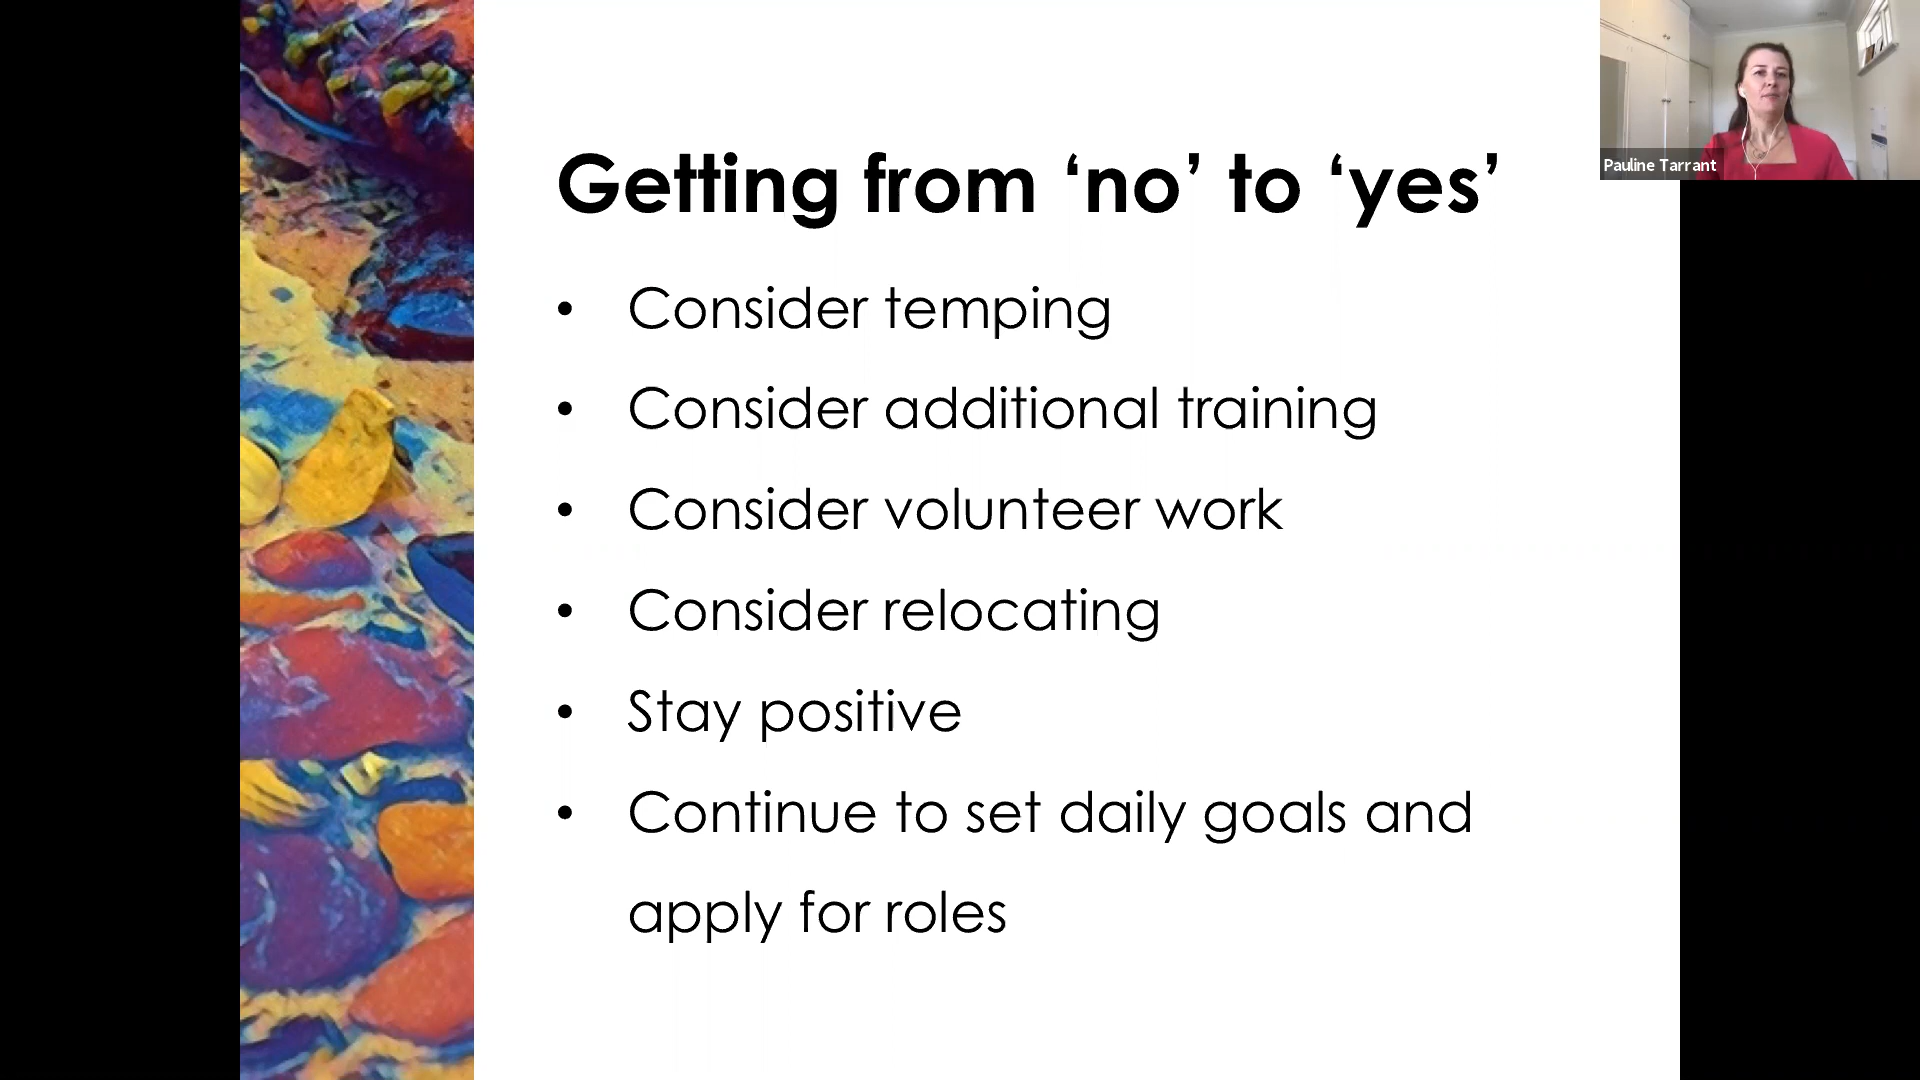 Getting from ‘no’ to ‘yes’
• Consider temping
• Consider additional training
• Consider volunteer work
• Consider relocating
• Stay positive
• Continue to set daily goals and
apply for roles
Pauline Tarrant